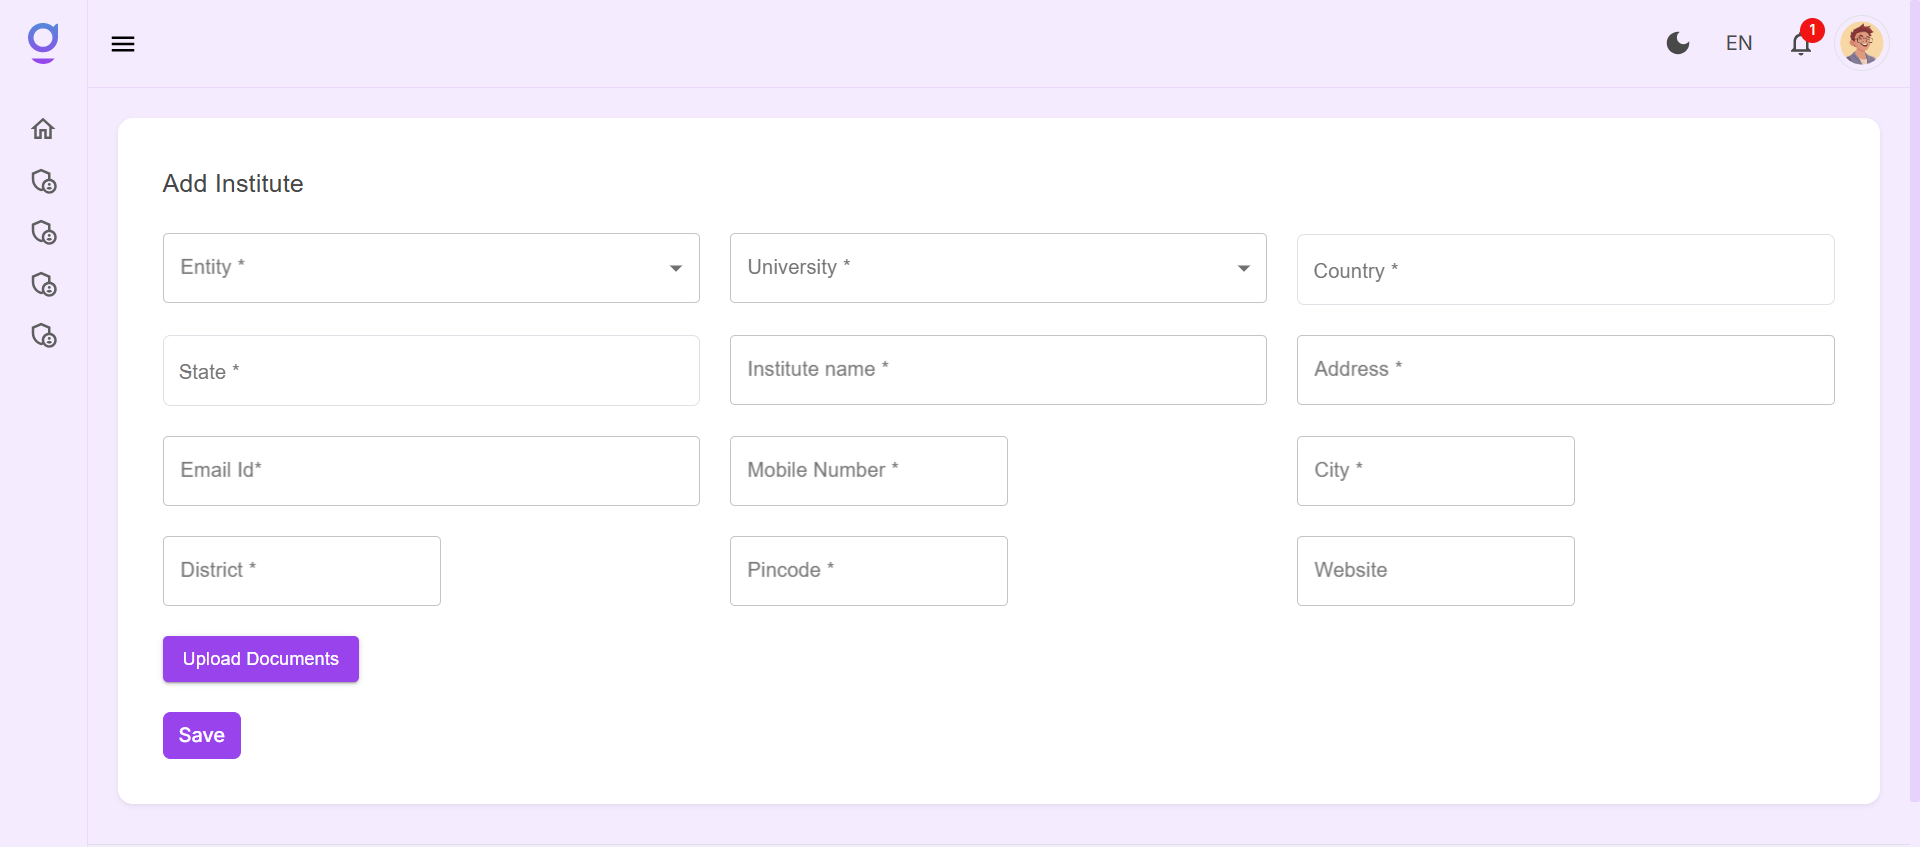 EN
1
Add Institute
Entity *
University *
Country *
State *
Institute name *
Address *
Email Id*
Mobile Number *
City *
District *
Pincode *
Website
Upload Documents
Save